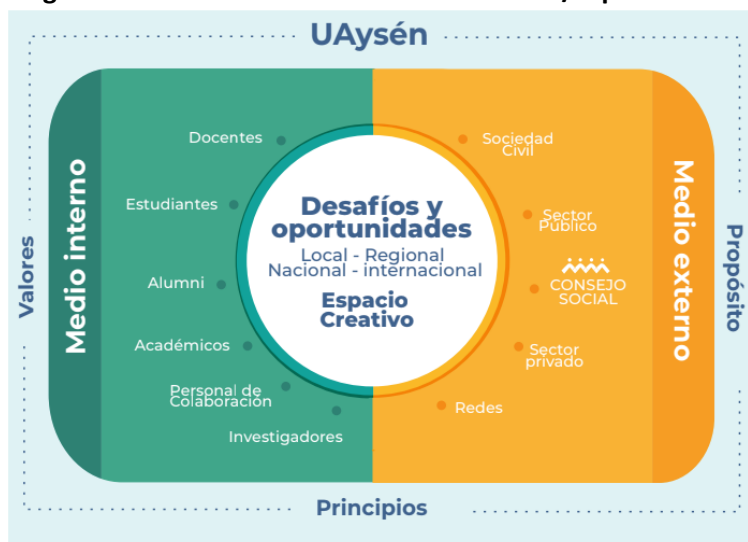 UAysén
Valores
Medio interno
Docentes
Estudiantes
Alumni
Académicos
Personal de
Colaboración
Investigadores
Desafíos y
oportunidades
Local - Regional
Nacional - internacional
Espacio
Creativo
Sociedad
Civil
Sector
Público
CONSEJO
SOCIAL
Sector
privado
Redes
Medio externo
Propósito
Principios